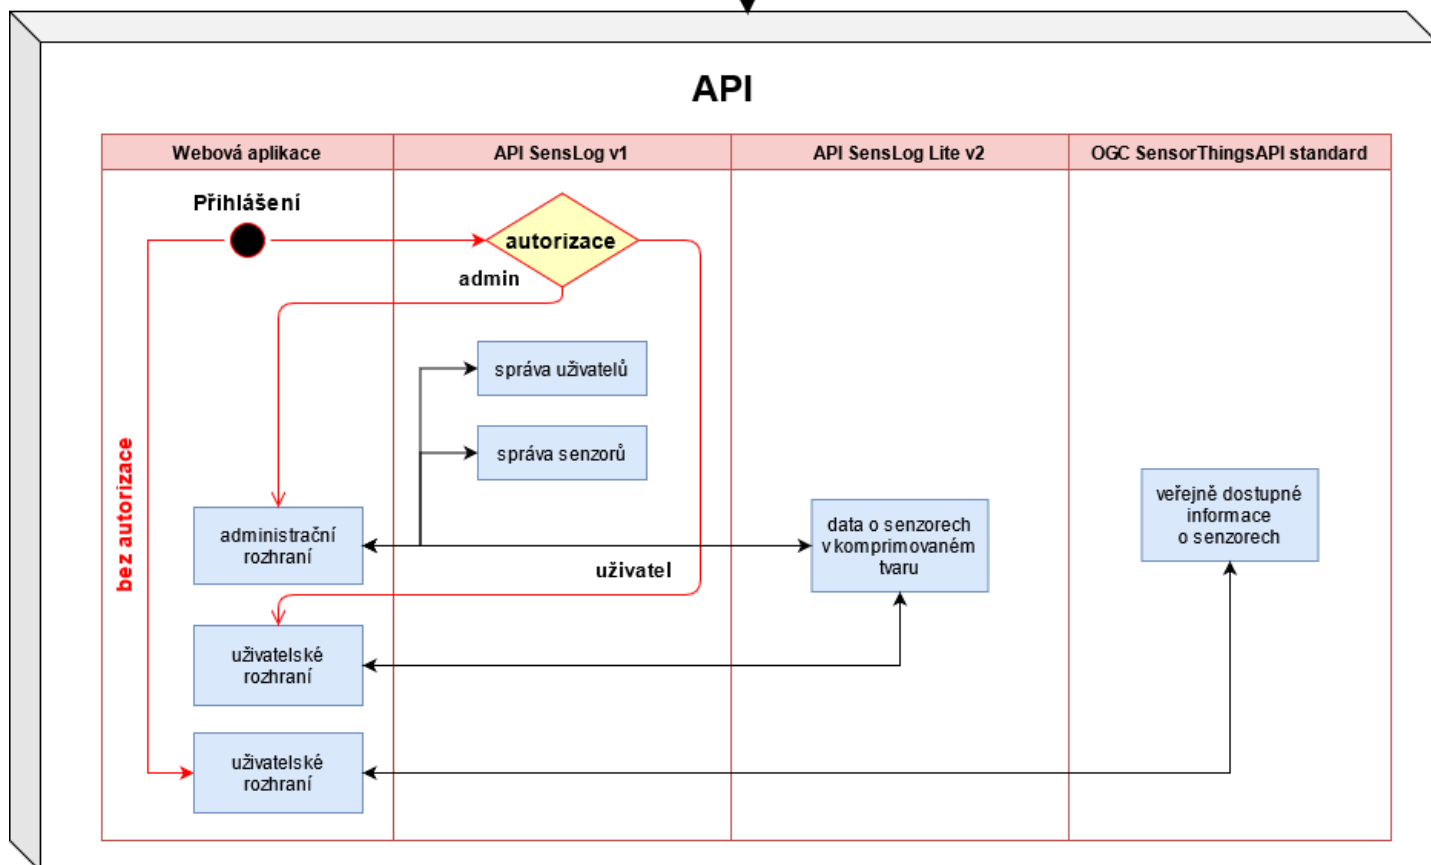 API
Webová aplikace
API SensLog v1
API SensLog Lite v2
OGC SensorThingsAPI standard
Přihlášení
autorizace
admin
správa uživatelů
správa senzorů
bez autorizace
administrační
rozhraní
data o senzorech
v komprimovaném
tvaru
veřejně dostupné
informace
o senzorech
uživatel
uživatelské
rozhraní
uživatelské
rozhraní